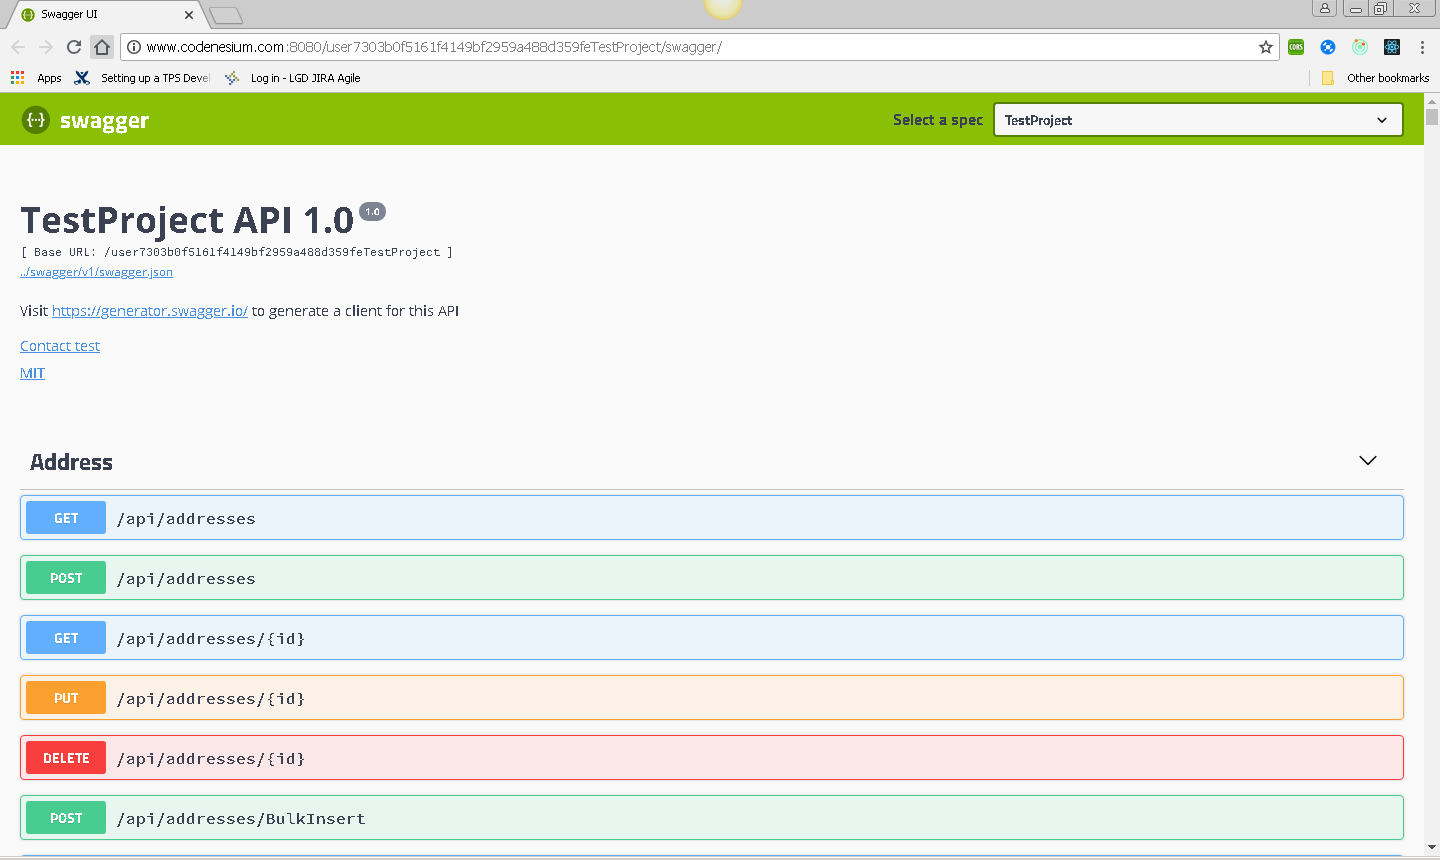 Swagger UI
www.codenesium.com:8080/user7303b0f5161f4149bf2959a488d359feTestProject/swagger/
CORS
Apps Setting up a TPS Devel Log in - LGD JIRA Agile Other bookmarks
{··} swagger Select a spec TestProject
TestProject API 1.0 1.0
[ Base URL: /user7303b0f5161f4149bf2959a488d359feTestProject ]
../swagger/v1/swagger.json
Visit https://generator.swagger.io/ to generate a client for this API
Contact test
MIT
Address
GET /api/addresses
POST /api/addresses
GET /api/addresses/{id}
PUT /api/addresses/{id}
DELETE /api/addresses/{id}
POST /api/addresses/BulkInsert